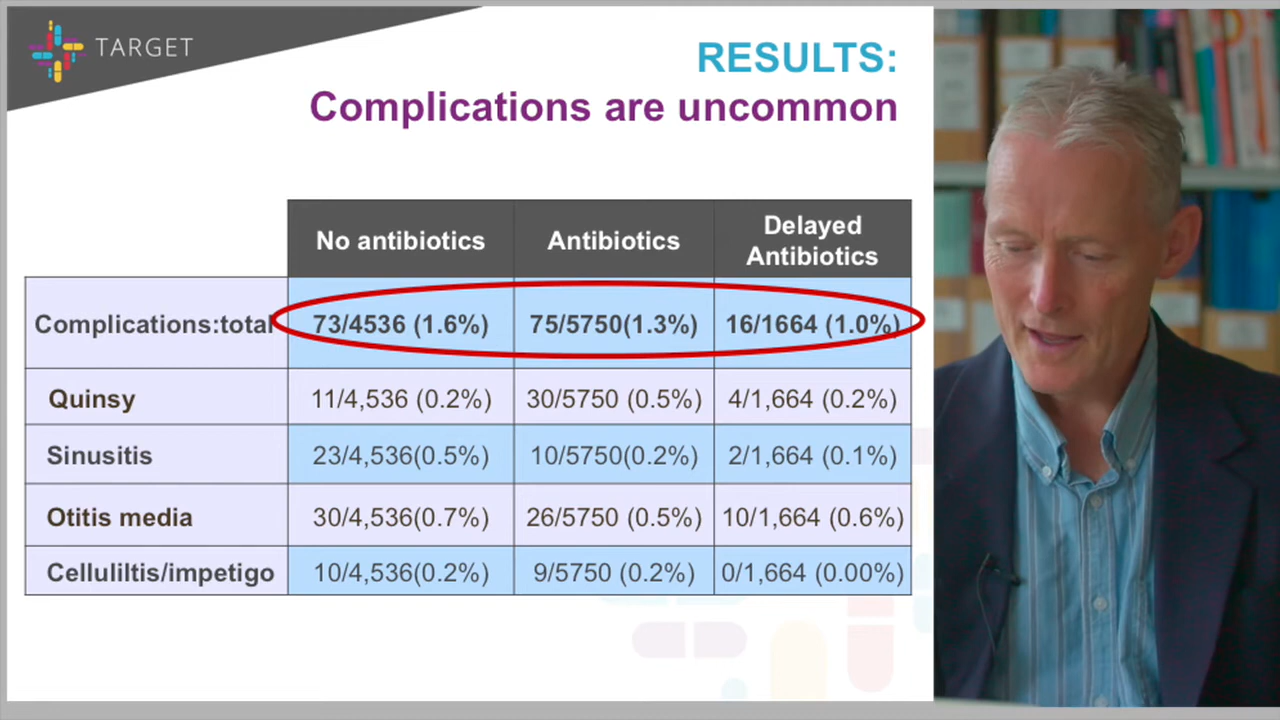 TARGET
RESULTS:
Complications are uncommon
No antibiotics
Antibiotics
Delayed
Antibiotics
Complications:total
73/4536 (1.6%)
75/5750(1.3%)
16/1664 (1.0%)
Quinsy
11/4,536 (0.2%)
30/5750 (0.5%)
4/1,664 (0.2%)
Sinusitis
23/4,536(0.5%)
10/5750(0.2%)
2/1,664 (0.1%)
Otitis media
30/4,536(0.7%)
26/5750 (0.5%)
10/1,664 (0.6%)
Celluliltis/impetigo
10/4,536(0.2%)
9/5750 (0.2%)
0/1,664 (0.00%)